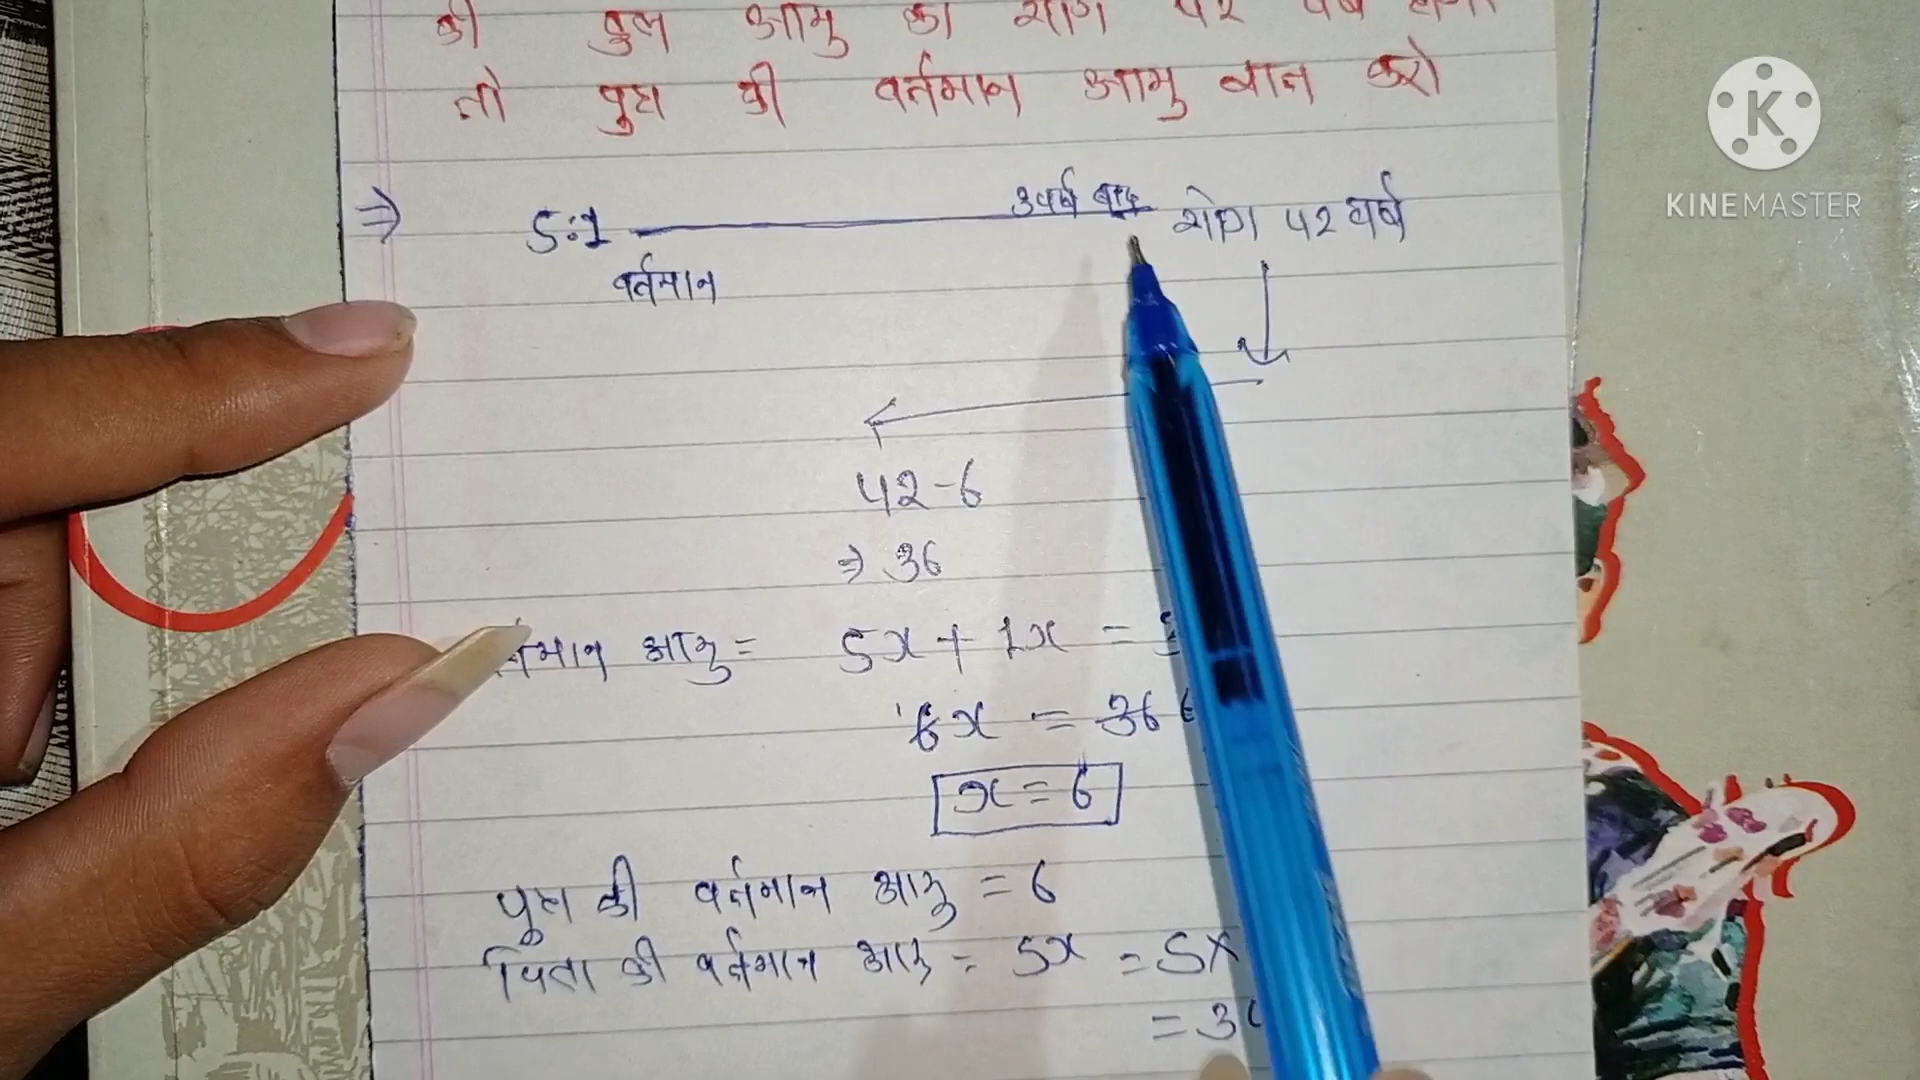 की कुल आयु का योग 42 वर्ष
तो पुत्र की वर्तमान आयु ज्ञात करो
K
KINEMASTER
3 वर्ष बाद
⇒ 5:1 योग 42 वर्ष
वर्तमान
42-6
⇒ 36
आयु = 5x + 1x =
6x = 36
x = 6
पुत्र की वर्तमान आयु = 6
पिता की वर्तमान आयु = 5x = 5×
= 3